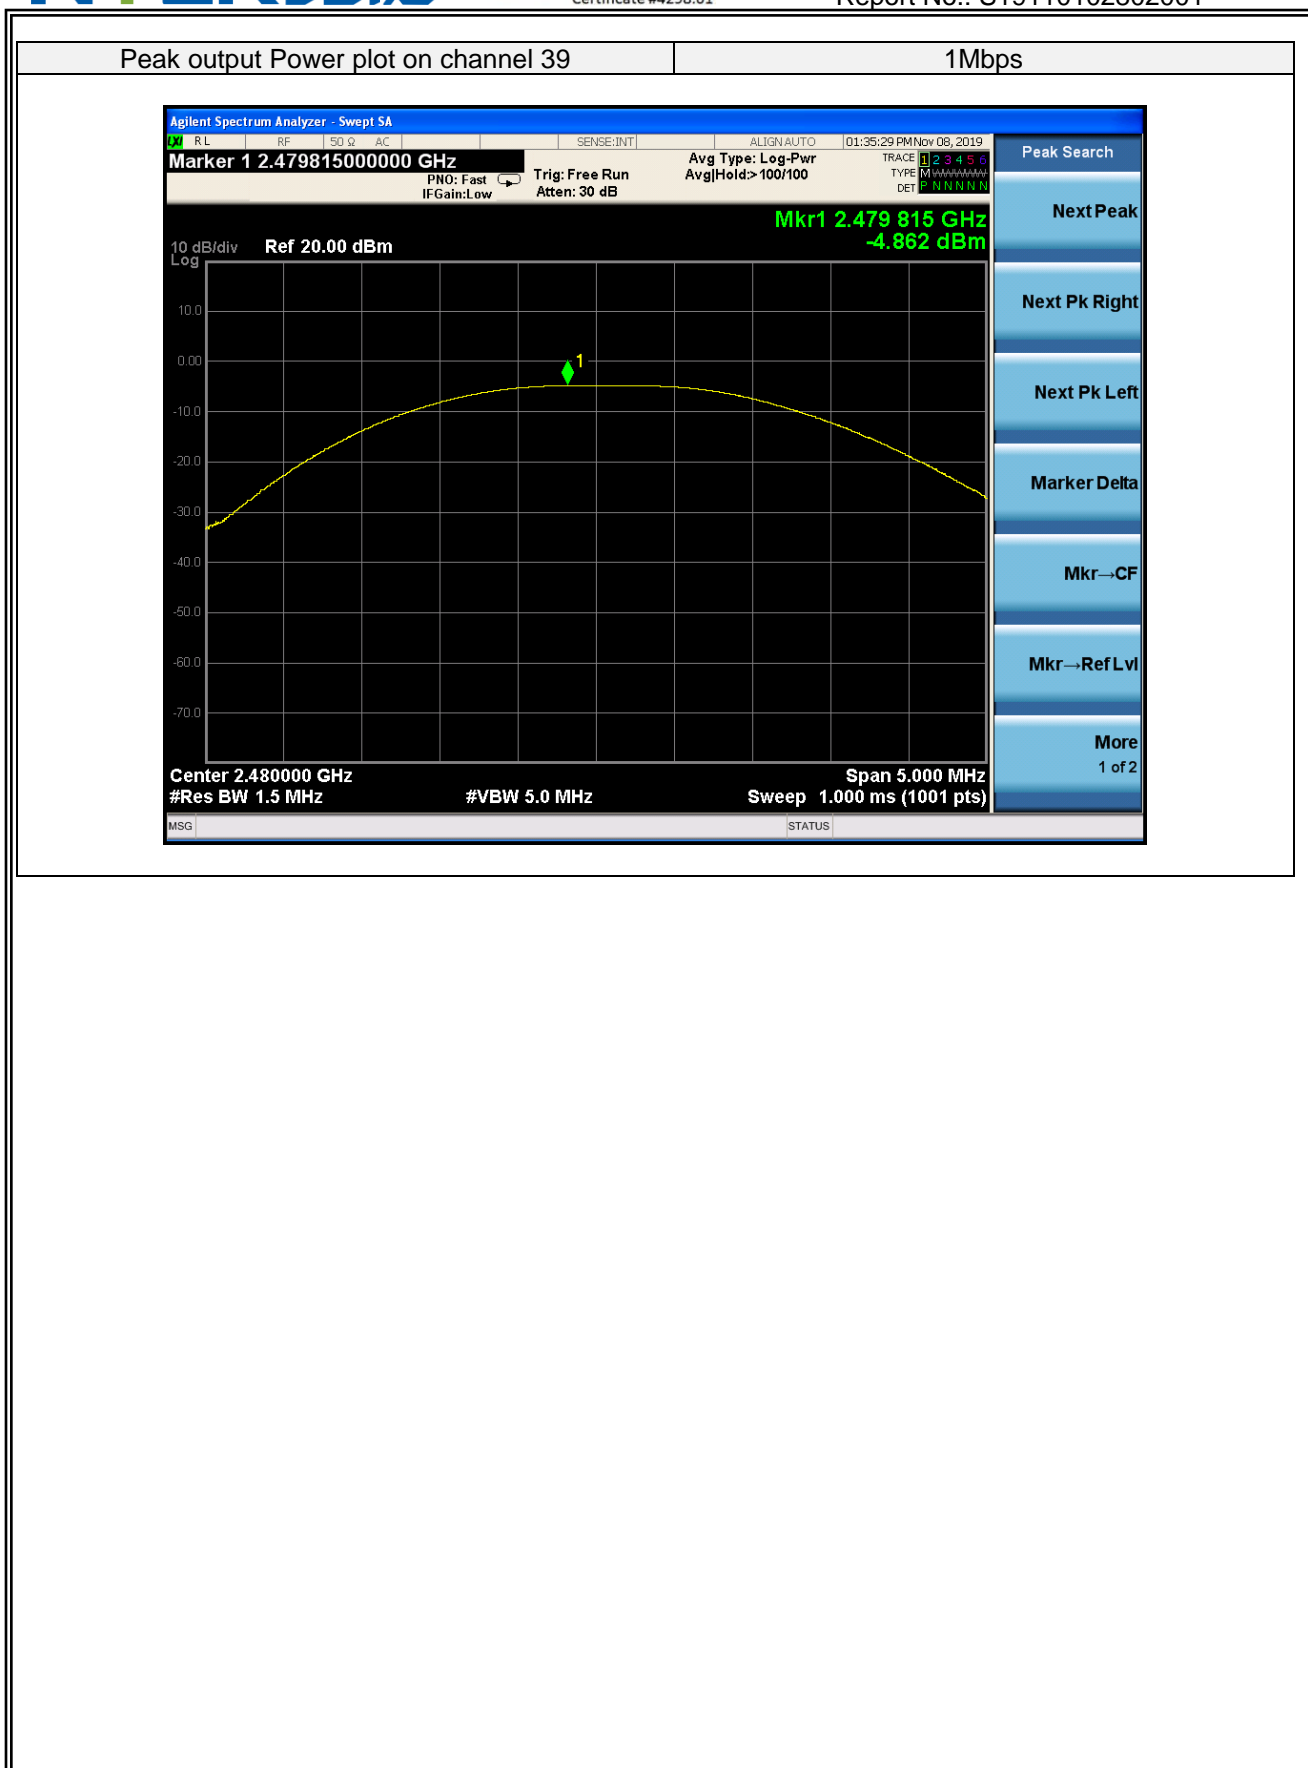 Peak output Power plot on channel 39
1Mbps
Agilent Spectrum Analyzer - Swept SA
LXI RL RF 50 Ω AC SENSE:INT ALIGNAUTO 01:35:29 PM Nov 08, 2019
Marker 1 2.479815000000 GHz
PNO: Fast
IFGain:Low
Trig: Free Run
Atten: 30 dB
Avg Type: Log-Pwr
Avg|Hold:>100/100
TRACE 1 2 3 4 5 6
TYPE M
DET P N N N N N
Peak Search
Mkr1 2.479 815 GHz
-4.862 dBm
10 dB/div Ref 20.00 dBm
Log
10.0
0.00
-10.0
-20.0
-30.0
-40.0
-50.0
-60.0
-70.0
1
Center 2.480000 GHz
Span 5.000 MHz
#Res BW 1.5 MHz
#VBW 5.0 MHz
Sweep 1.000 ms (1001 pts)
MSG
STATUS
Next Peak
Next Pk Right
Next Pk Left
Marker Delta
Mkr→CF
Mkr→Ref Lvl
More
1 of 2